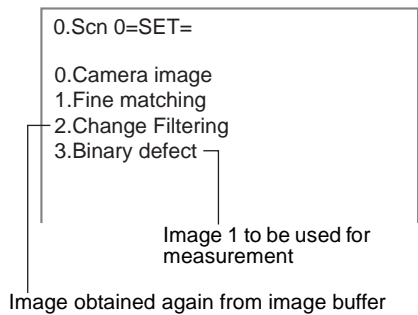 0.Scn 0=SET=
0.Camera image
1.Fine matching
2.Change Filtering
3.Binary defect
Image 1 to be used for
measurement
Image obtained again from image buffer